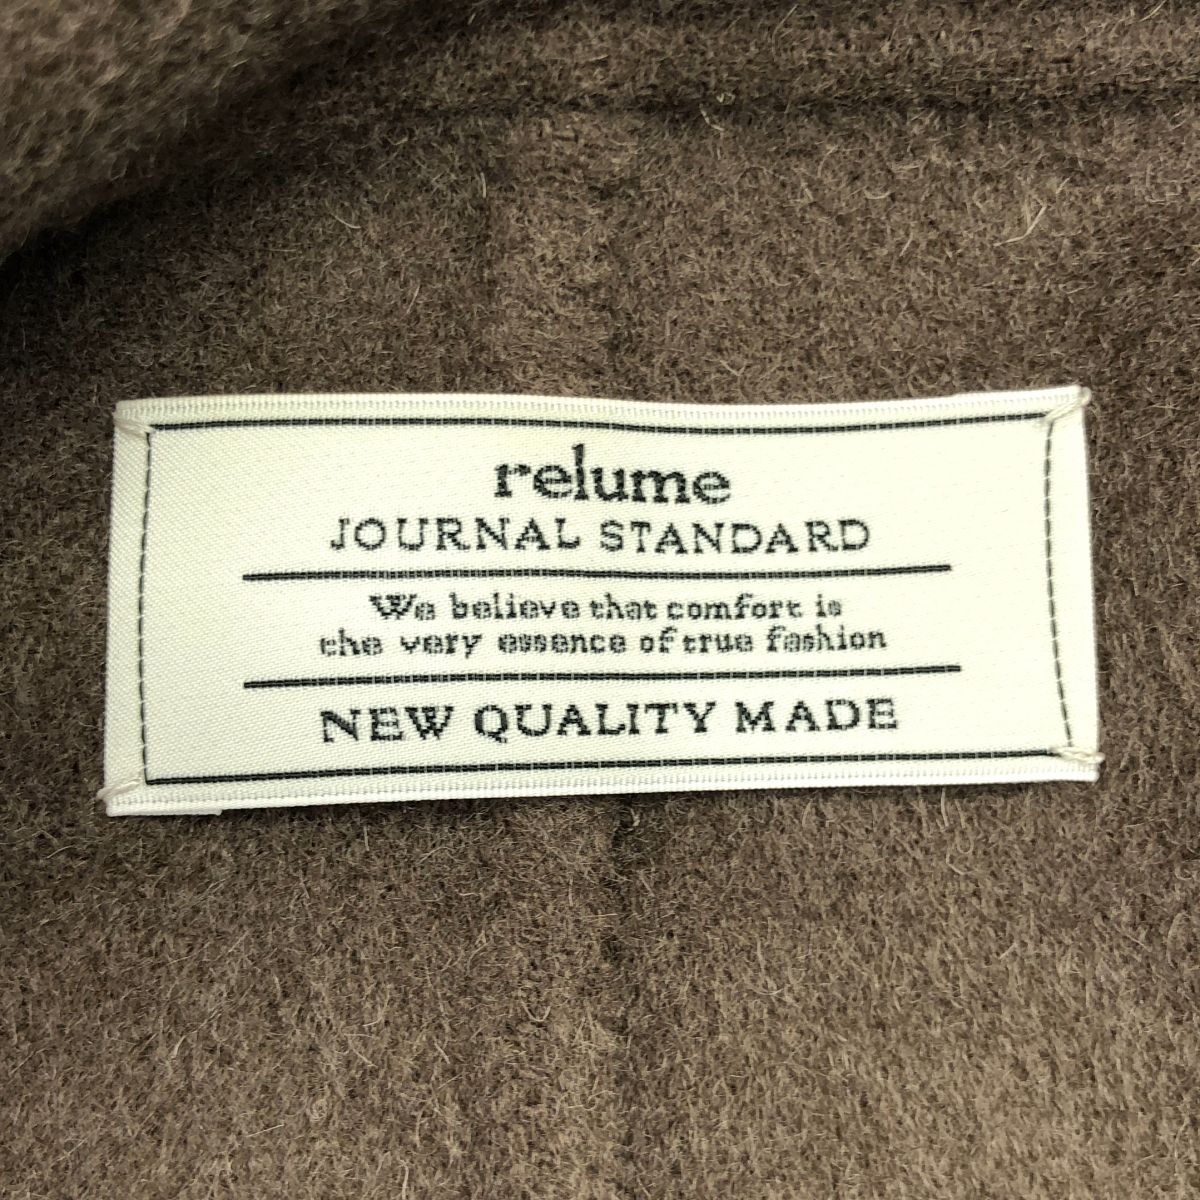 relume
JOURNAL STANDARD
We believe that comfort is
the very essence of true fashion
NEW QUALITY MADE